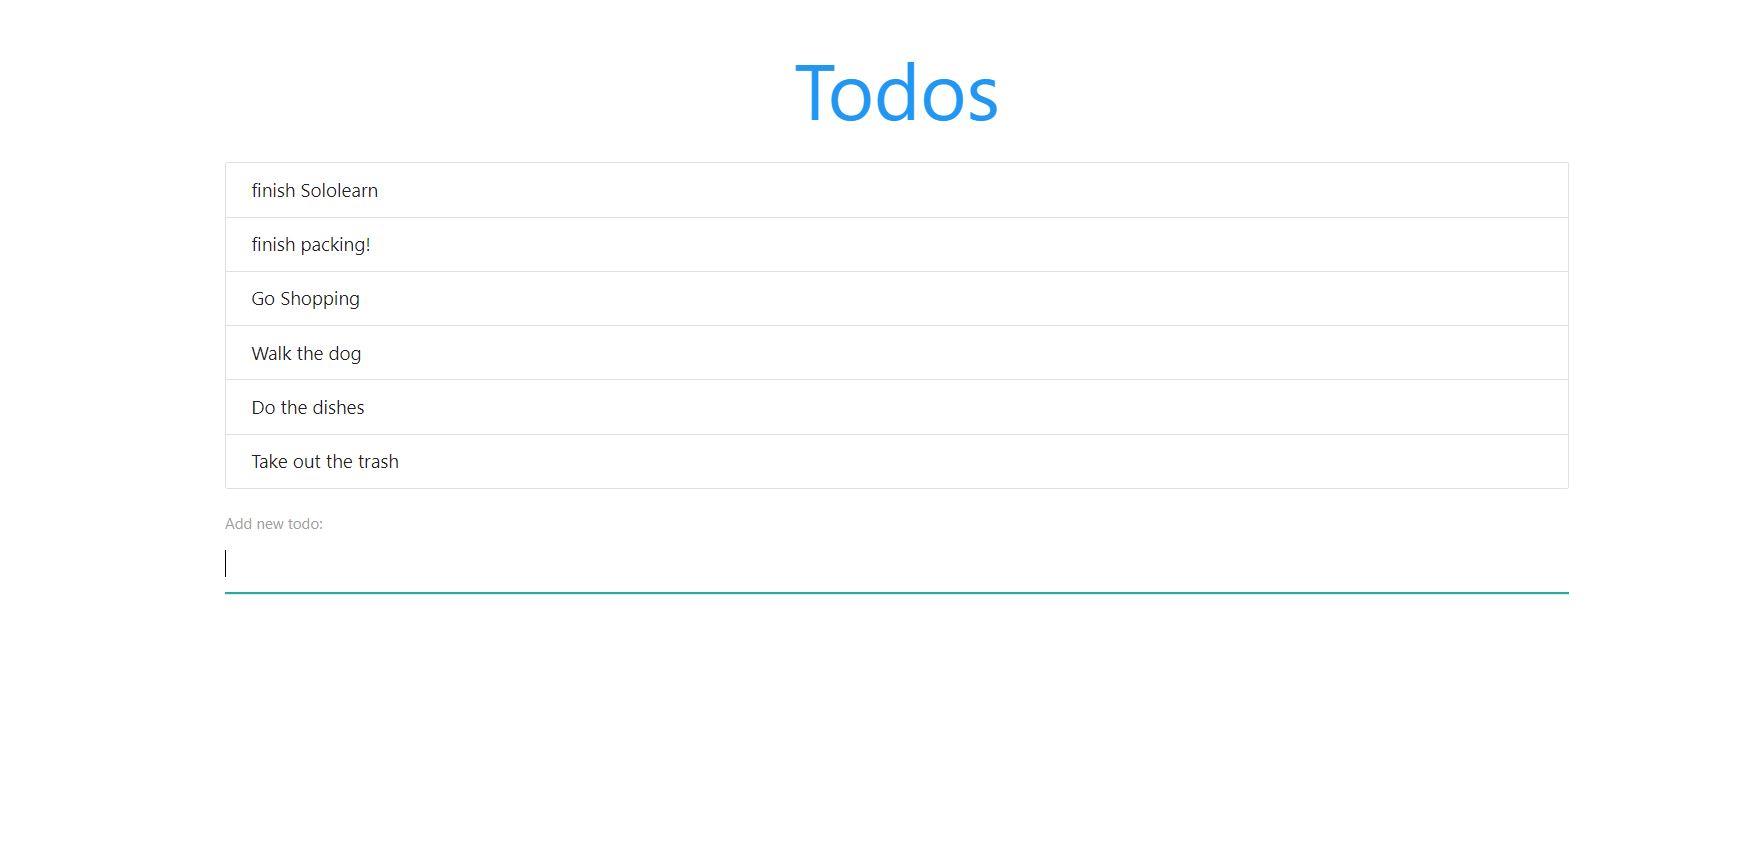 Todos
finish Sololearn
finish packing!
Go Shopping
Walk the dog
Do the dishes
Take out the trash
Add new todo: